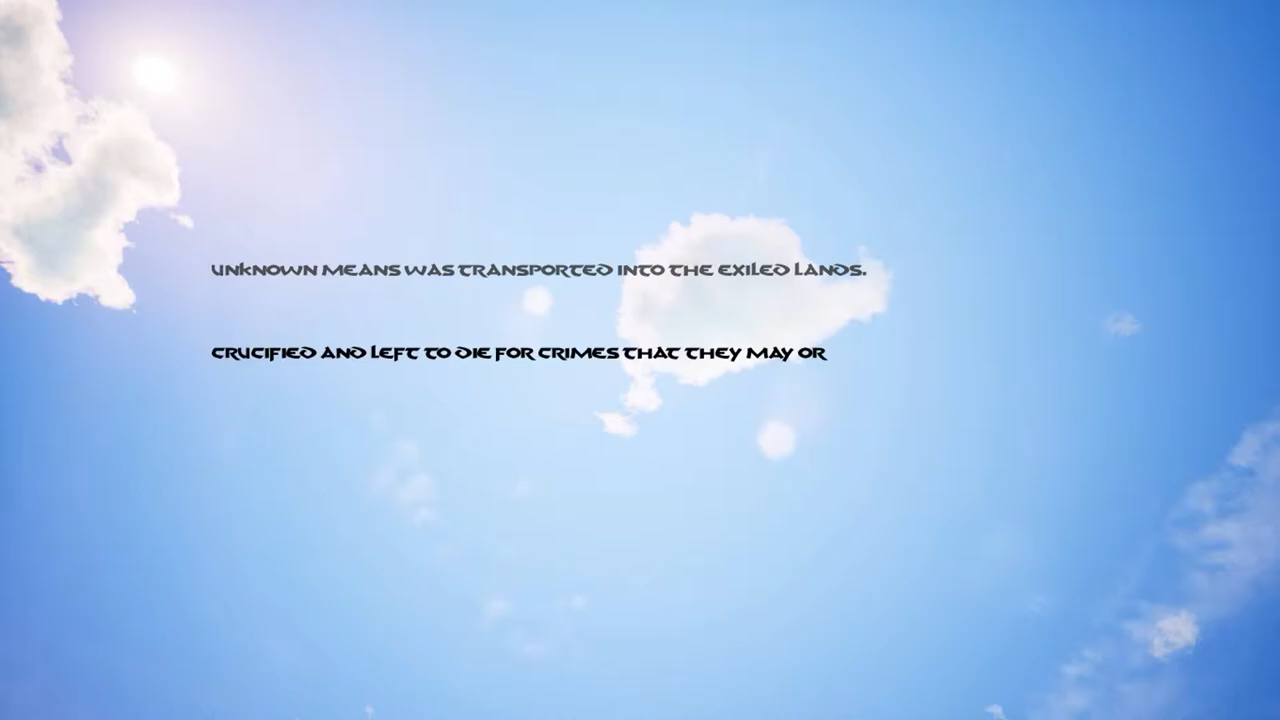 UNKNOWN MEANS WAS TRANSPORTED INTO THE EXILED LANDS.
CRUCIFIED AND LEFT TO DIE FOR CRIMES THAT THEY MAY OR